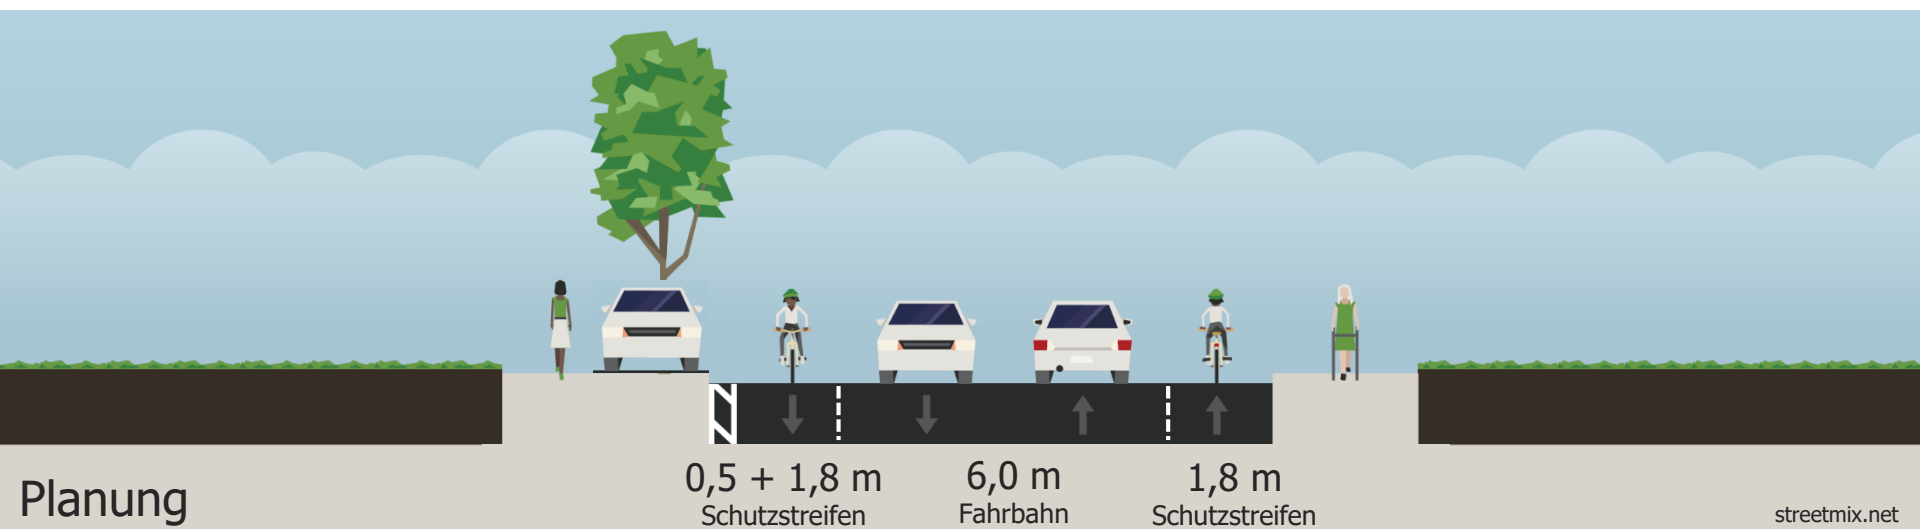 0,5 + 1,8 m
Schutzstreifen
6,0 m
Fahrbahn
1,8 m
Schutzstreifen
Planung
streetmix.net